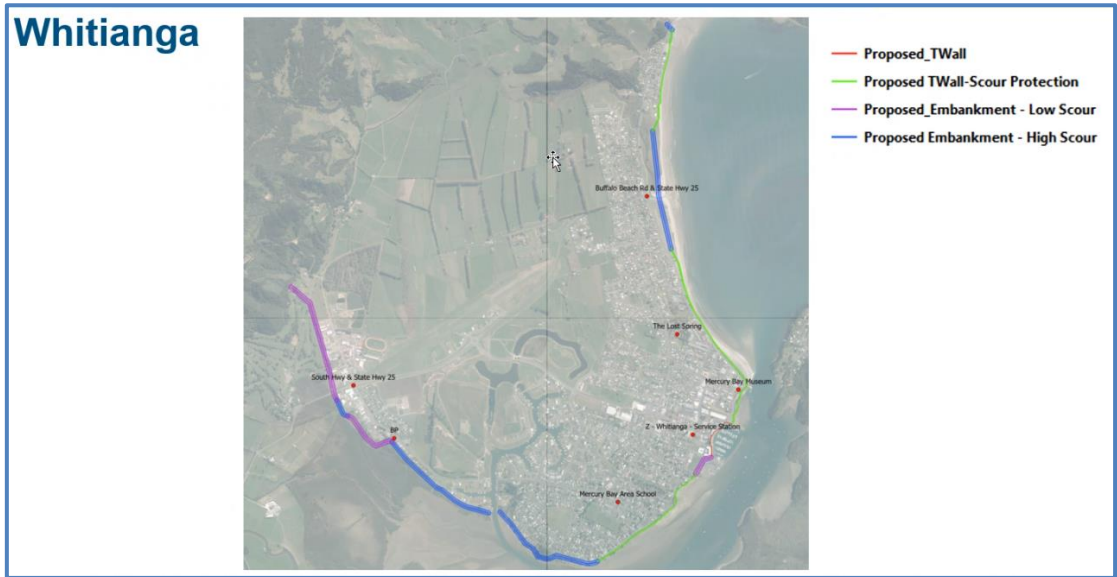 Whitianga
Proposed_TWall
Proposed TWall-Scour Protection
Proposed_Embankment - Low Scour
Proposed Embankment - High Scour
Buffalo Beach Rd & State Hwy 25
The Lost Spring
South Hwy & State Hwy 25
Mercury Bay Museum
BP
Z - Whitianga - Service Station
Mercury Bay Area School